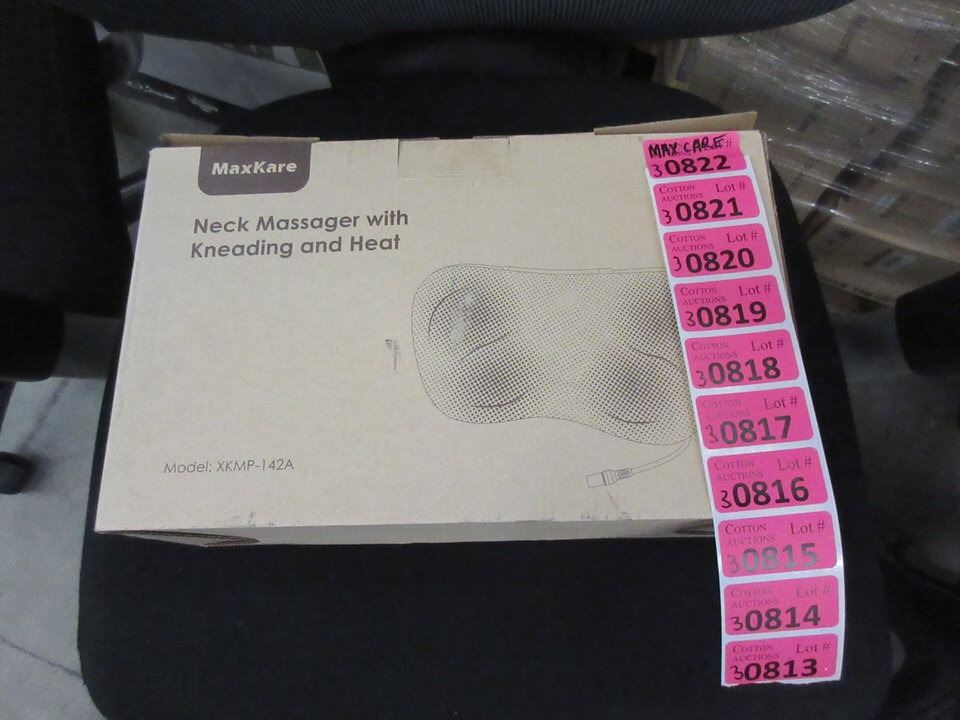 MaxKare
Neck Massager with
Kneading and Heat
Model: XKMP-142A
MAX CARE
30822
COTTON AUCTIONS Lot #
30821
COTTON AUCTIONS Lot #
30820
COTTON AUCTIONS Lot #
30819
COTTON AUCTIONS Lot #
30818
COTTON AUCTIONS Lot #
30817
COTTON AUCTIONS Lot #
30816
COTTON AUCTIONS Lot #
30815
COTTON AUCTIONS Lot #
30814
COTTON AUCTIONS Lot #
30813